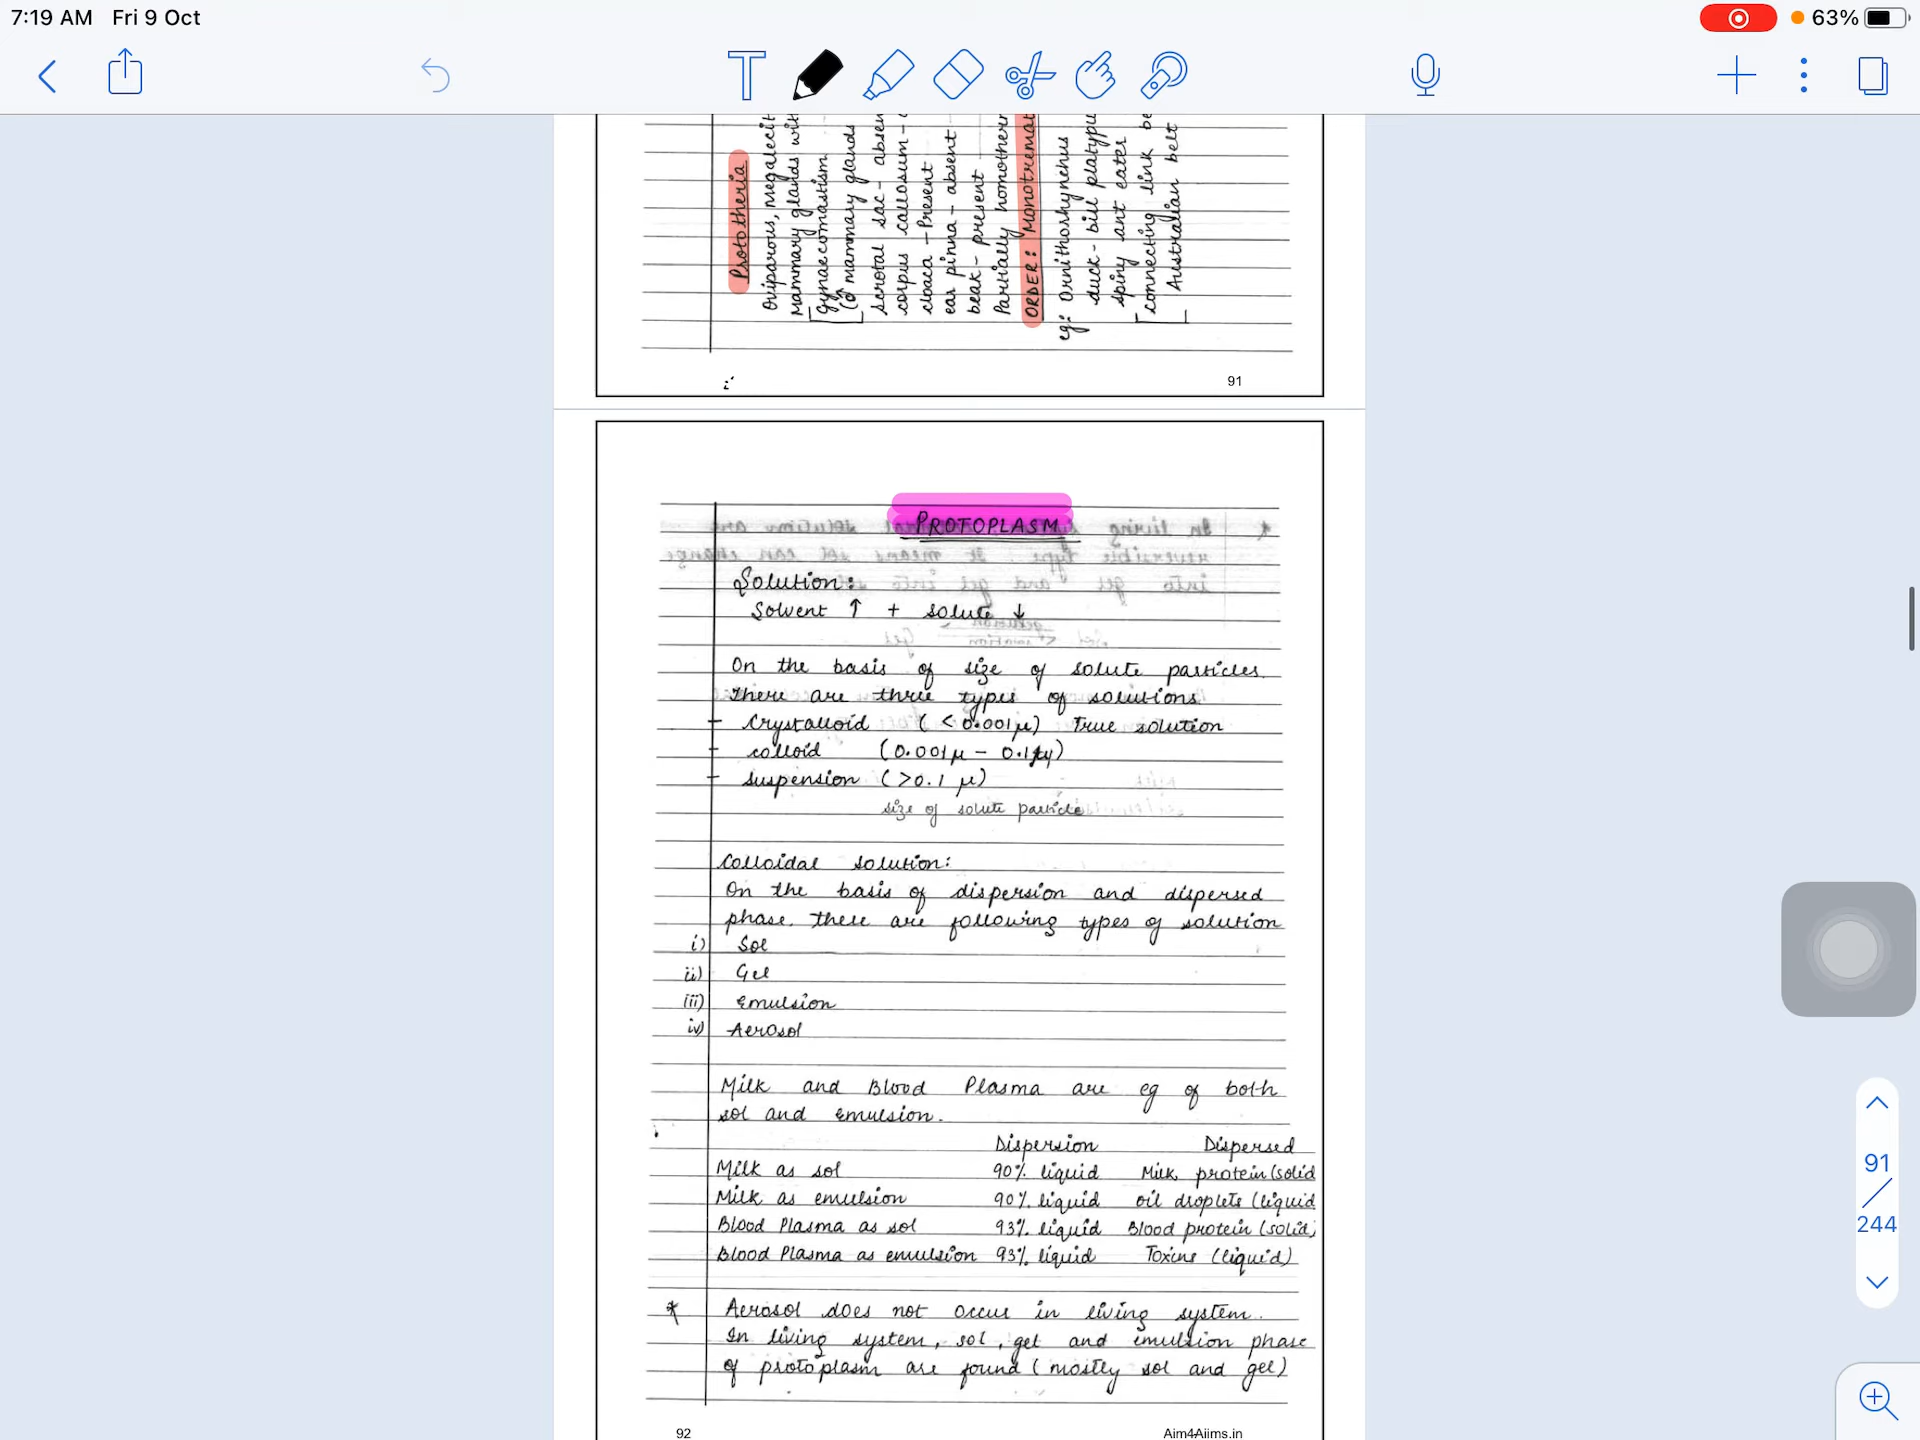 7:19 AM Fri 9 Oct
63%
Prototheria
Oviparous, megalecit
Mammary glands with
Gynaecomastism
(♂ mammary glands
Scrotal sac - absen
corpus callosum -
cloaca - Present
ear pinna - absent
beak - present
Partially homother
ORDER: Monotremat
eg: Ornithorhynchus
duck-bill platypu
spiny ant eater
connecting link be
Australian belt
91
PROTOPLASM
Solution:
Solvent ↑ + solute ↓
On the basis of size of solute particles
there are three types of solutions
- Crystalloid (<0.001μ) True solution
- colloid (0.001μ - 0.1μ)
- suspension (>0.1 μ)
size of solute particle
Colloidal solution:
On the basis of dispersion and dispersed
phase. there are following types of solution
i) Sol
ii) Gel
iii) Emulsion
iv) Aerosol
Milk and Blood Plasma are eg of both
sol and emulsion.
Dispersion Dispersed
Milk as sol 90% liquid Milk protein (solid
Milk as emulsion 90% liquid oil droplets (liquid
Blood Plasma as sol 93% liquid Blood protein (solid)
Blood Plasma as emulsion 93% liquid Toxins (liquid)
* Aerosol does not occur in living system.
In living system, sol, gel and emulsion phase
of protoplasm are found (mostly sol and gel)
92
Aim4Aiims.in
91
/
244